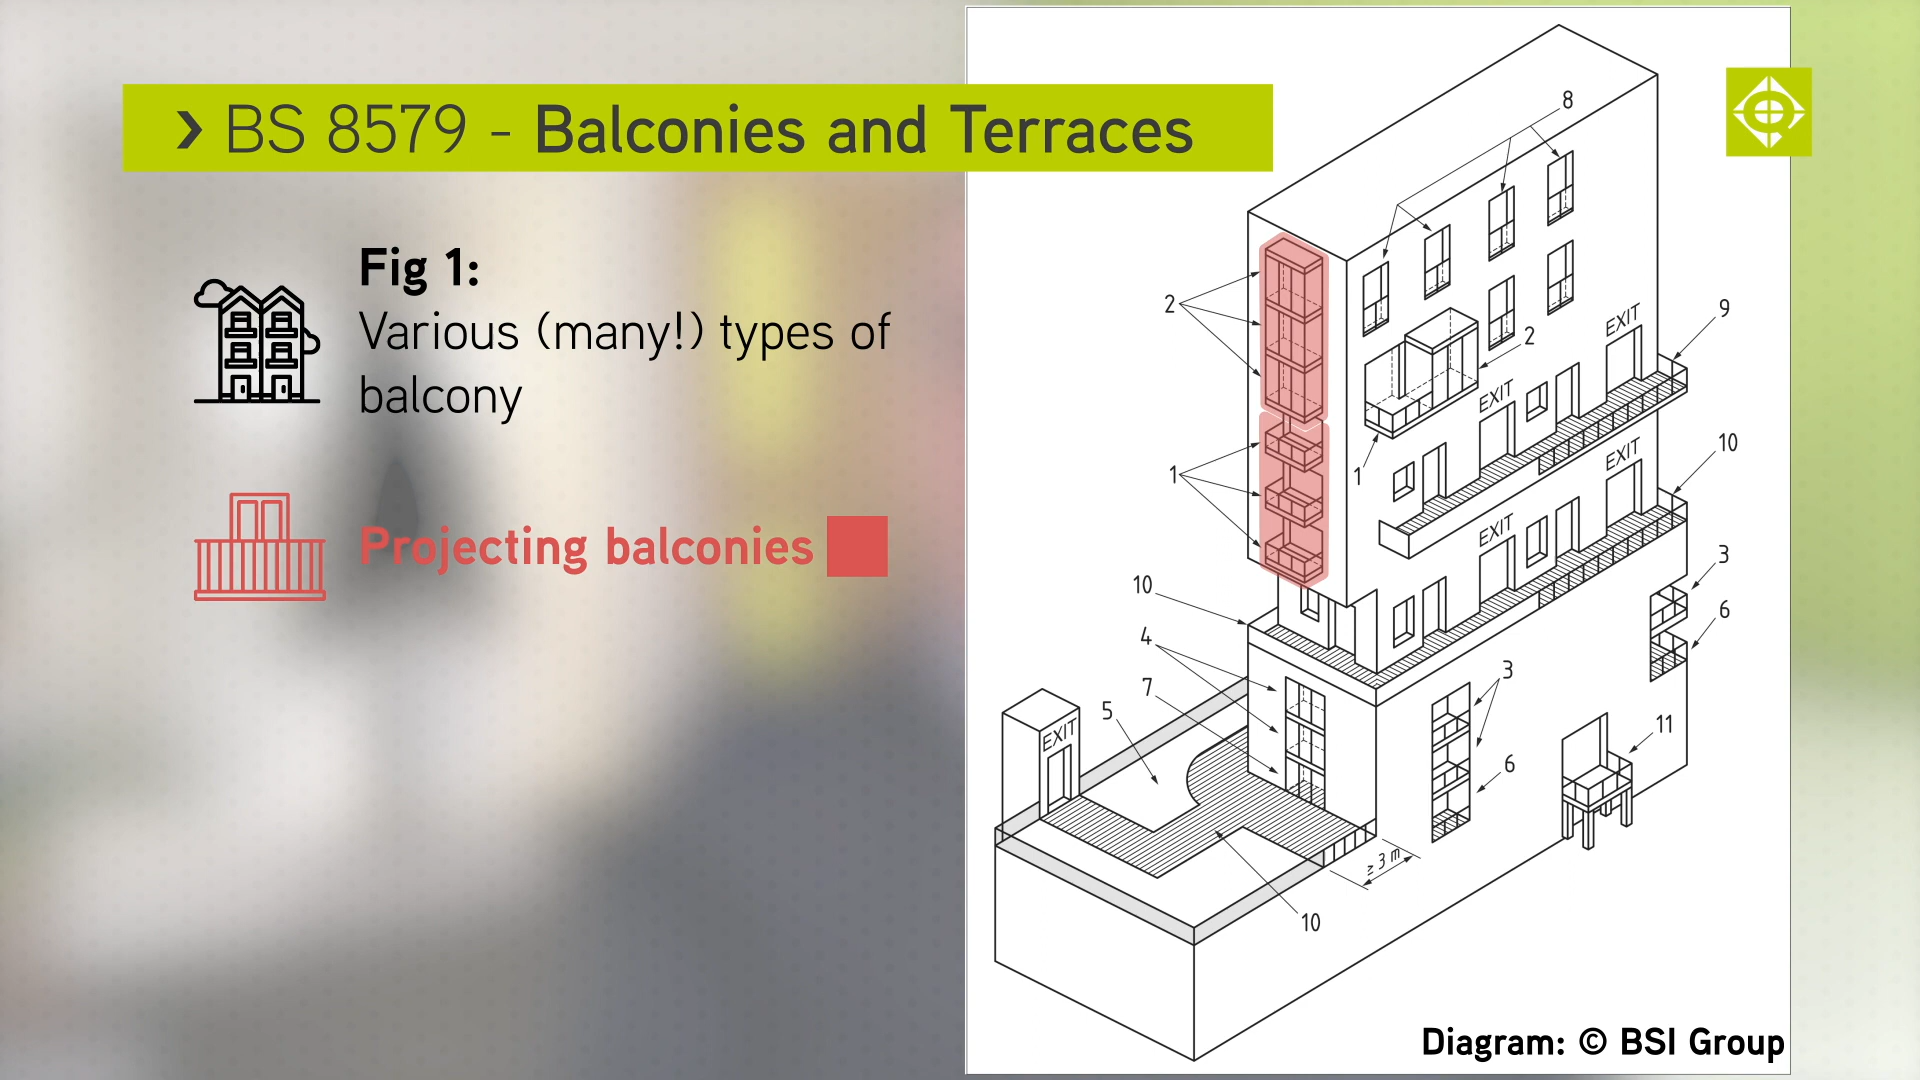 BS 8579 - Balconies and Terraces
Fig 1:
Various (many!) types of
balcony
Projecting balconies
8
2
9
EXIT
2
EXIT
10
1
1
EXIT
EXIT
3
10
6
4
3
7
5
11
EXIT
6
≥ 3 m
10
Diagram: © BSI Group